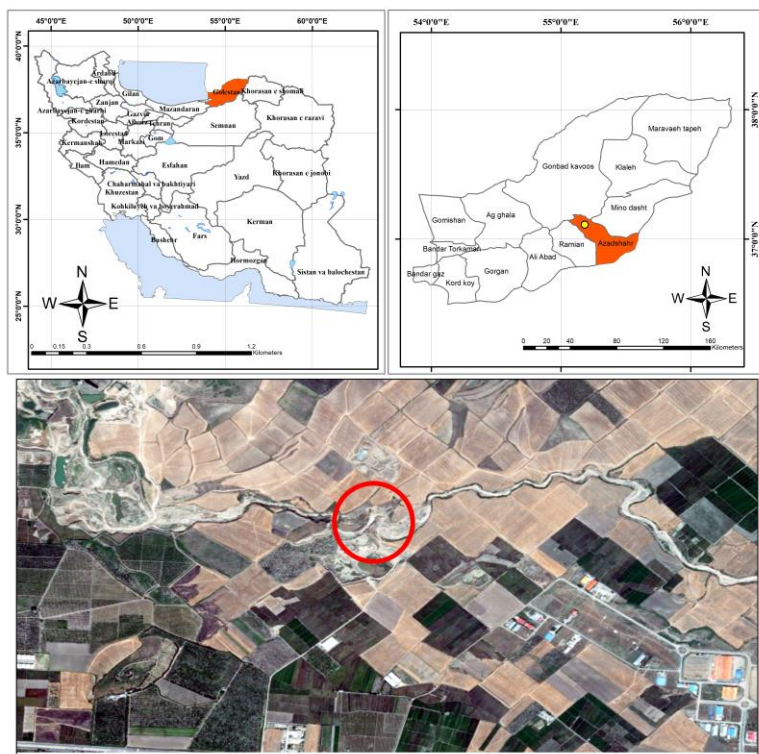 45°0'0"E 50°0'0"E 55°0'0"E 60°0'0"E
40°0'0"N
35°0'0"N
30°0'0"N
25°0'0"N
Ardabil
Azarbayejan-e sharqi
Gilan
Golestan
Khorasan e shomali
Zanjan
Mazandaran
Azarbayejan-e gharbi
Gazvin
Tehran
Khorasan e razavi
Kordestan
Semnan
Markazi
Gom
Kermanshah
Hamedan
Esfahan
Ilam
Yazd
Khorasan e jonobi
Chaharmahal va bakhtiyari
Khuzestan
Kohkiluyeh va boyerahmad
Kerman
Fars
Bushehr
Hormozgan
Sistan va balochestan
N
W E
S
0 0.15 0.3 0.6 0.9 1.2
Kilometers
54°0'0"E 55°0'0"E 56°0'0"E
38°0'0"N
37°0'0"N
Maravaeh tapeh
Gonbad kavoos
Klaleh
Mino dasht
Gomishan
Ag ghala
Ramian
Azadshahr
Bandar Torkaman
Ali Abad
Bandar gaz
Gorgan
Kord koy
N
W E
S
0 20 40 80 120 160
Kilometers